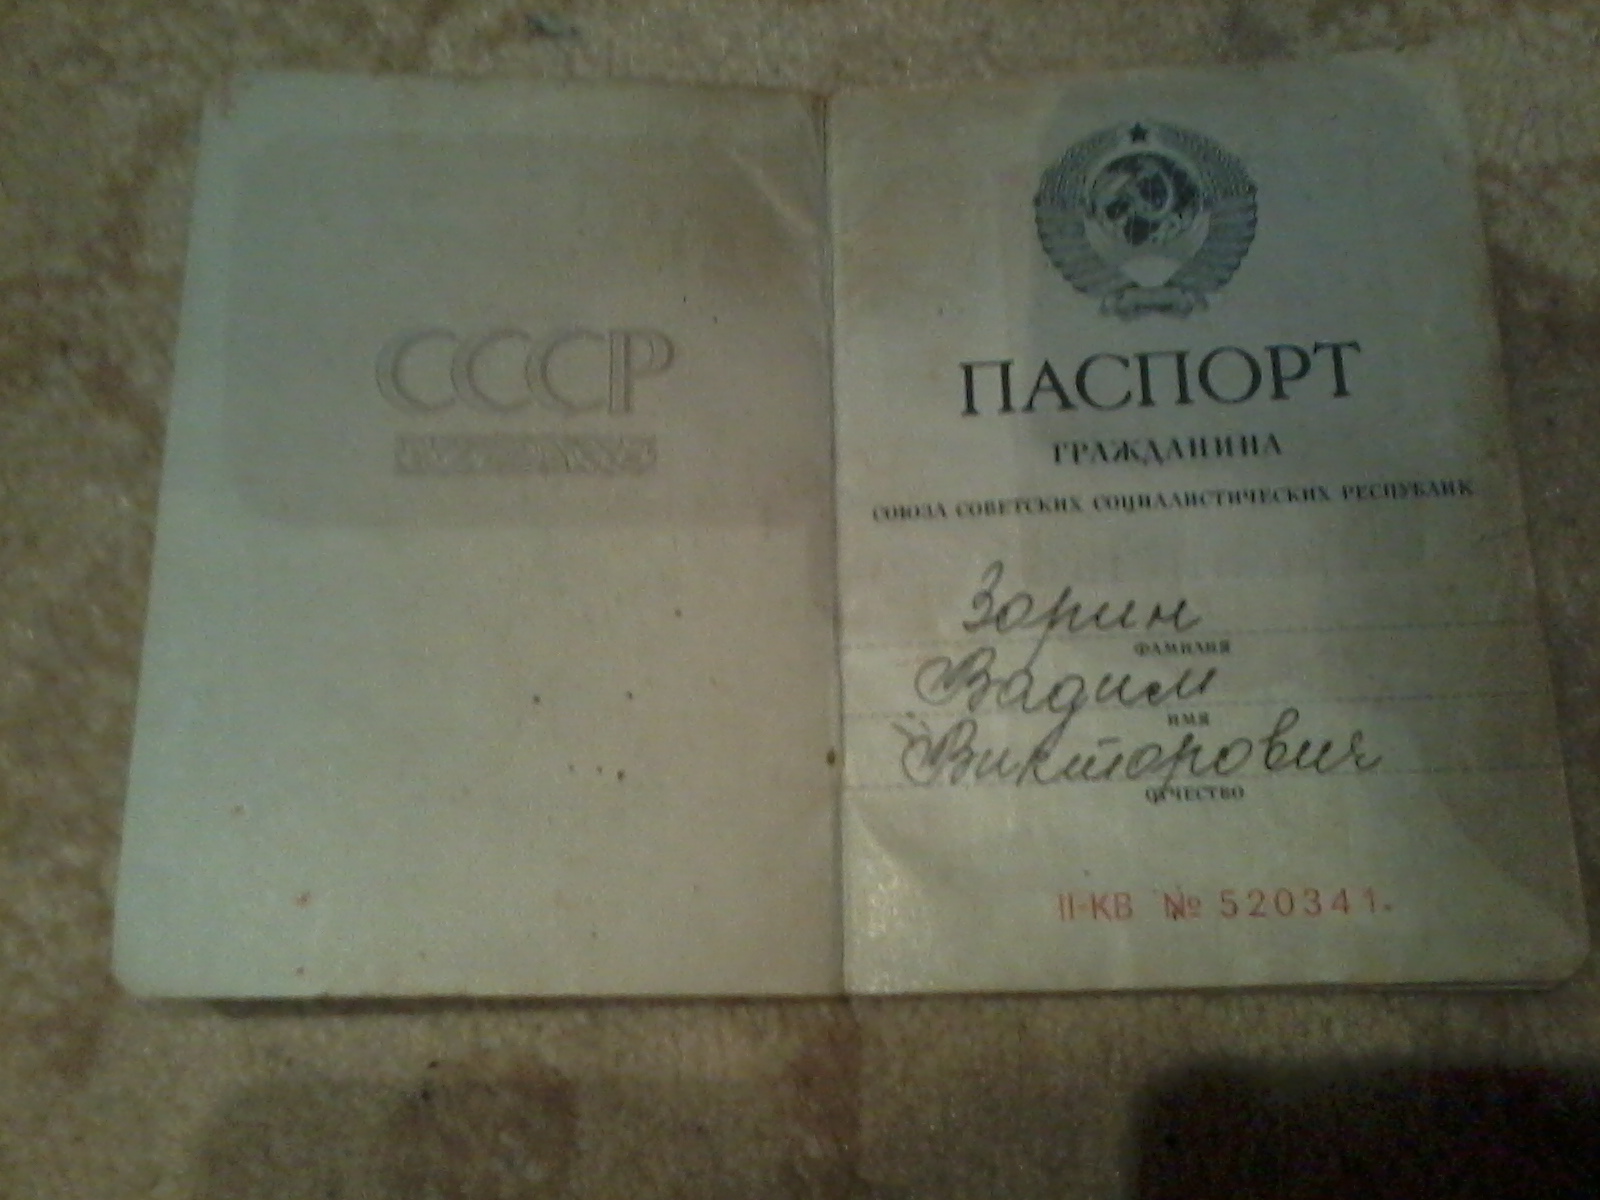 СССР
ПАСПОРТ
ГРАЖДАНИНА
СОЮЗА СОВЕТСКИХ СОЦИАЛИСТИЧЕСКИХ РЕСПУБЛИК
Зорин
ФАМИЛИЯ
Вадим
ИМЯ
Викторович
ОТЧЕСТВО
II-КВ № 520341